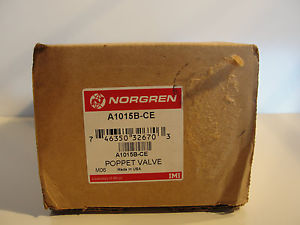 NORGREN
A1015B-CE
7 46350 32670 3
A1015B-CE
POPPET VALVE
M06 Made in USA
IMI